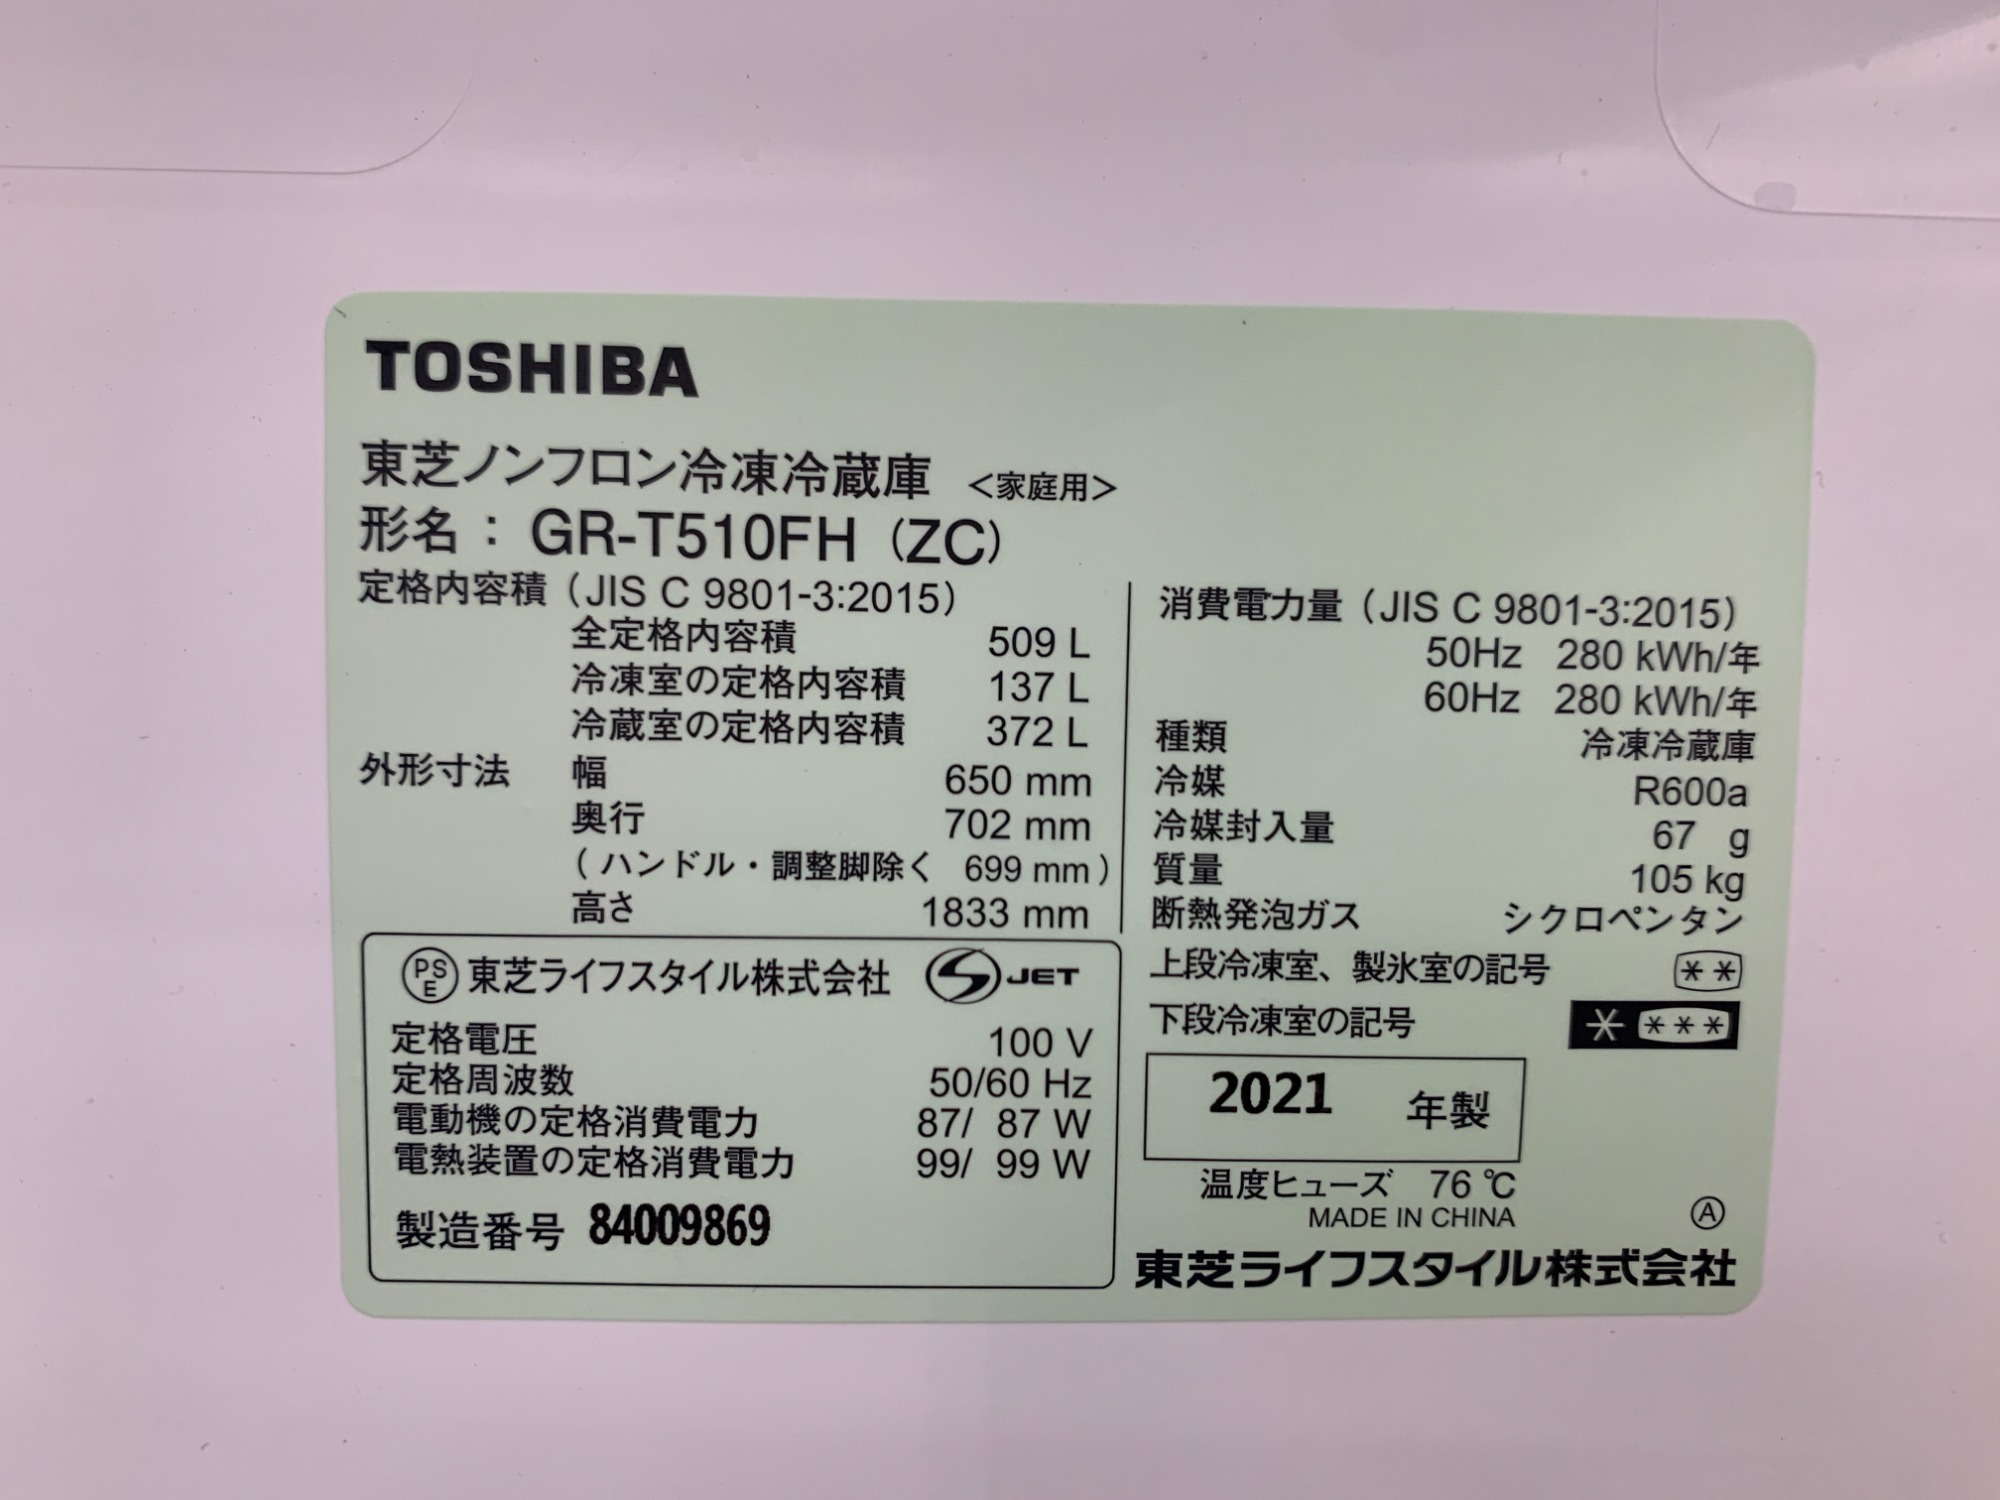 TOSHIBA
東芝ノンフロン冷凍冷蔵庫 <家庭用>
形名：GR-T510FH (ZC)
定格内容積 (JIS C 9801-3:2015)
全定格内容積 509 L
冷凍室の定格内容積 137 L
冷蔵室の定格内容積 372 L
外形寸法 幅 650 mm
奥行 702 mm
(ハンドル・調整脚除く 699 mm)
高さ 1833 mm
PSE 東芝ライフスタイル株式会社 S JET
定格電圧 100 V
定格周波数 50/60 Hz
電動機の定格消費電力 87/ 87 W
電熱装置の定格消費電力 99/ 99 W
製造番号 84009869
消費電力量 (JIS C 9801-3:2015)
50Hz 280 kWh/年
60Hz 280 kWh/年
種類 冷凍冷蔵庫
冷媒 R600a
冷媒封入量 67 g
質量 105 kg
断熱発泡ガス シクロペンタン
上段冷凍室、製氷室の記号 **
下段冷凍室の記号 * ***
2021 年製
温度ヒューズ 76 ℃
MADE IN CHINA Ⓐ
東芝ライフスタイル株式会社